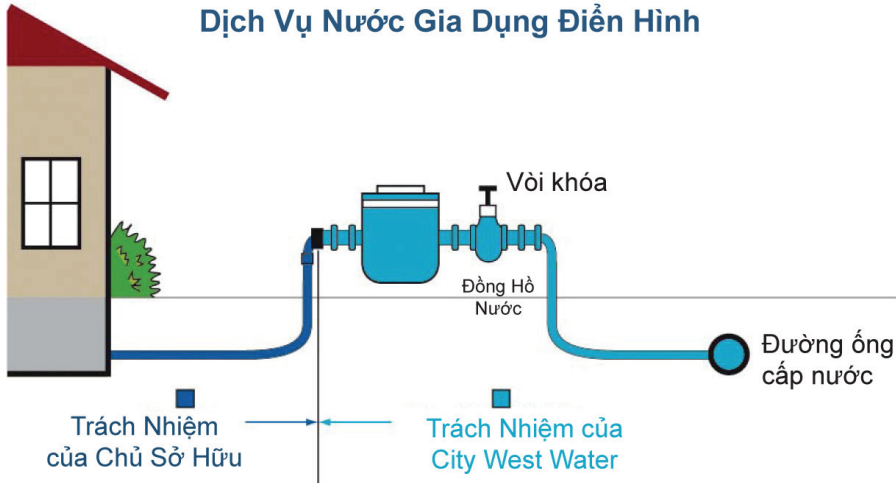 Dịch Vụ Nước Gia Dụng Điển Hình
Vòi khóa
Đồng Hồ
Nước
Đường ống
cấp nước
Trách Nhiệm
của Chủ Sở Hữu
Trách Nhiệm của
City West Water